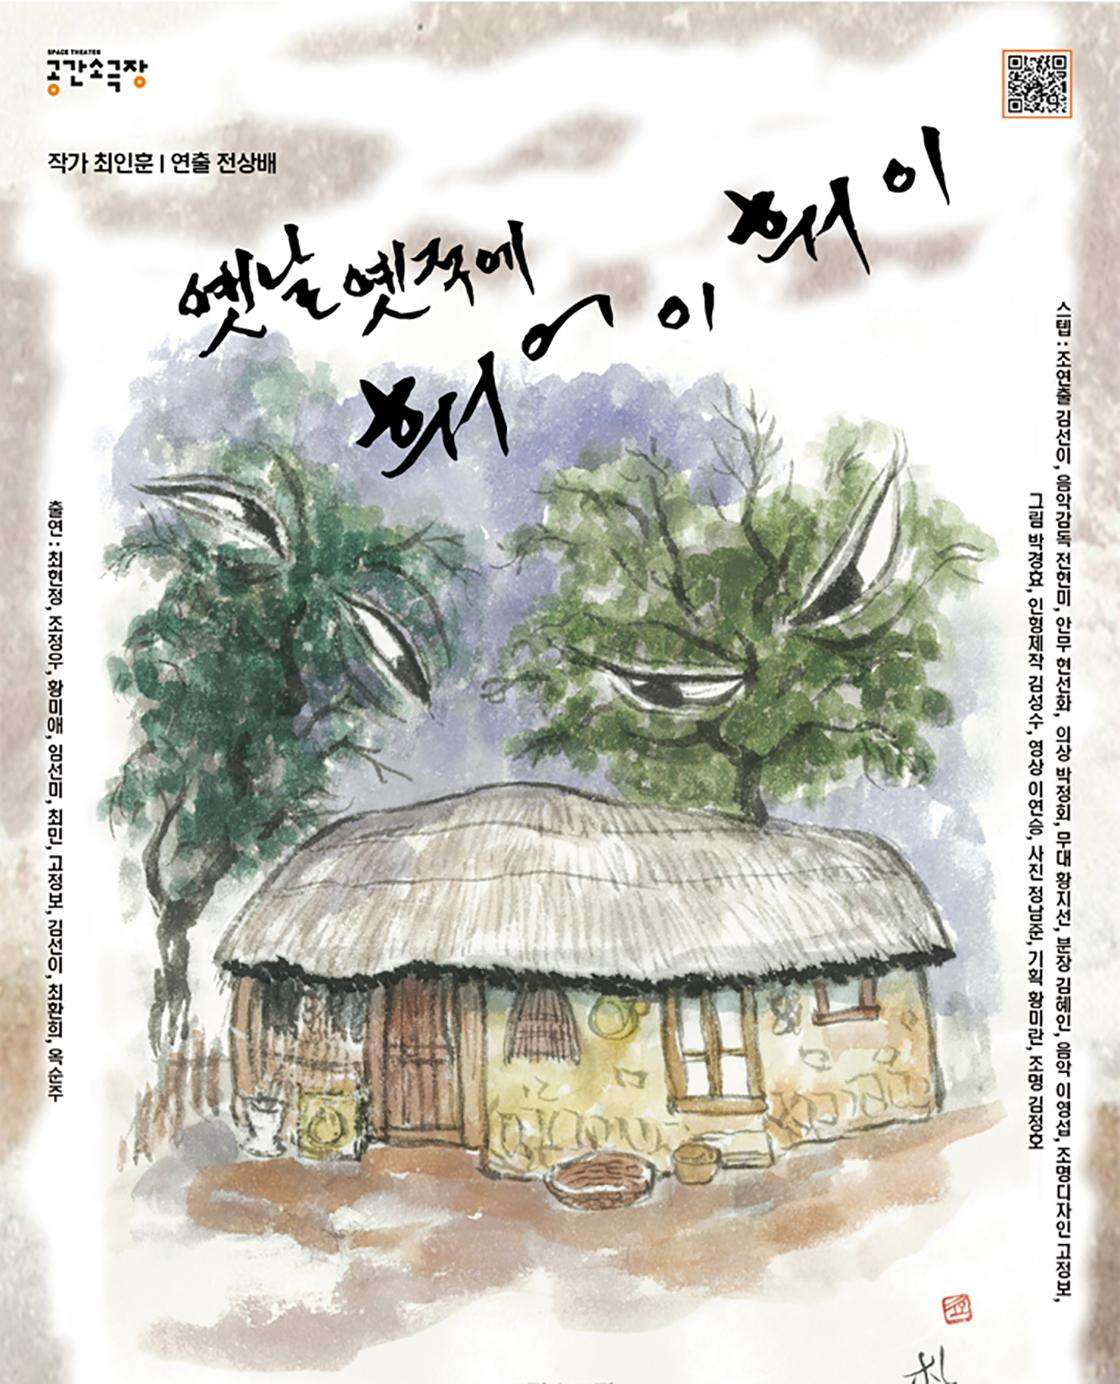 SPACE THEATER
공간소극장
작가 최인훈 | 연출 전상배
옛날 옛적에
훠어이
훠이
출연 : 최현정, 조정우, 황미애, 임선미, 최민, 고정보, 김선이, 최환희, 옥순주
스텝 : 조연출 김선이, 음악감독 전현미, 안무 현선화, 의상 박정희, 무대 황지선, 분장 김혜인, 음악 이형섭, 조명디자인 고정보,
그림 박경효, 인형제작 김성수, 영상 이연승, 사진 정남준, 기획 황미란, 조명 김정호